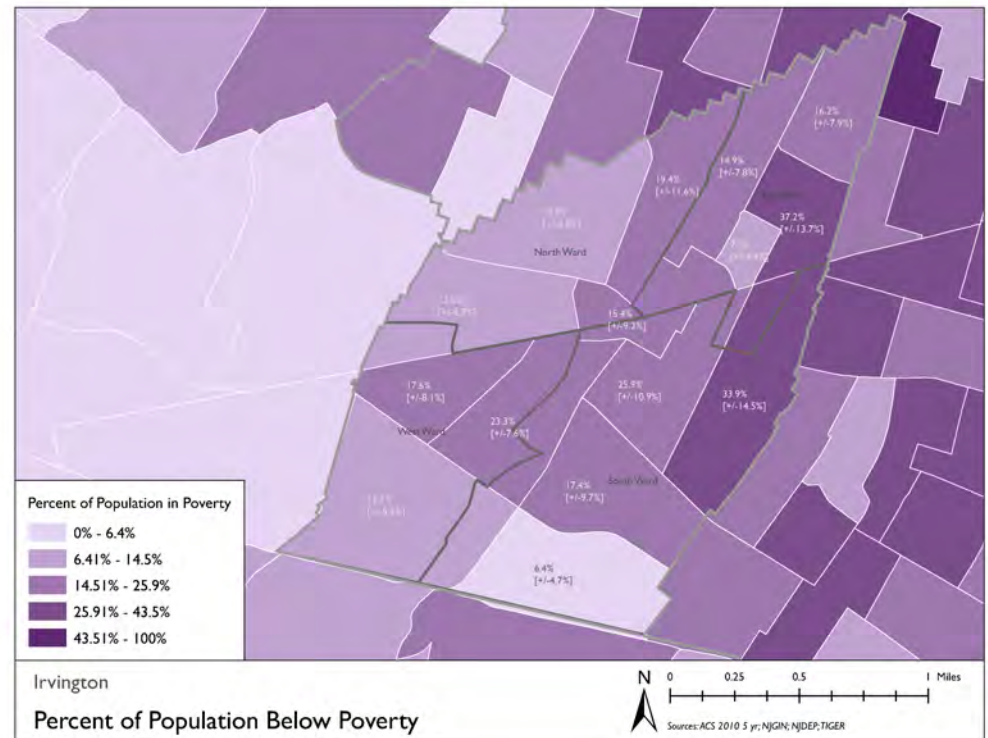 16.2%
[+/-7.9%]
14.9%
[+/-7.8%]
19.4%
[+/-11.6%]
37.2%
[+/-13.7%]
North Ward
15.4%
[+/-9.3%]
17.6%
[+/-8.1%]
25.9%
[+/-10.9%]
33.9%
[+/-14.5%]
23.3%
[+/-7.6%]
West Ward
17.4%
South Ward
[+/-9.7%]
6.4%
[+/-4.7%]
Percent of Population in Poverty
0% - 6.4%
6.41% - 14.5%
14.51% - 25.9%
25.91% - 43.5%
43.51% - 100%
Irvington
Percent of Population Below Poverty
N
0 0.25 0.5 1 Miles
Sources: ACS 2010 5 yr; NJGIN; NJDEP; TIGER